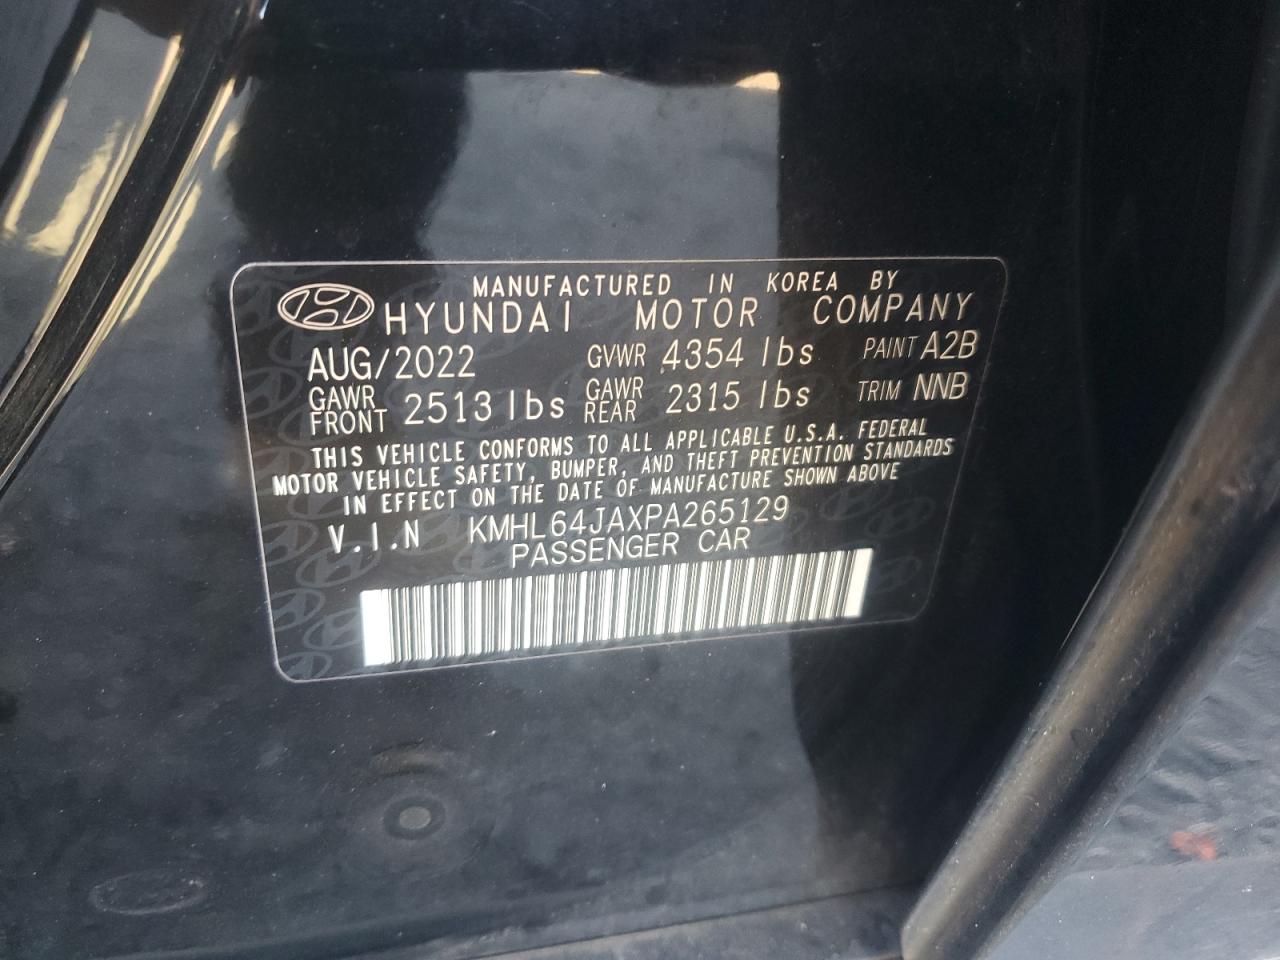 MANUFACTURED IN KOREA BY
HYUNDAI MOTOR COMPANY
AUG/2022 GVWR 4354 lbs PAINT A2B
GAWR FRONT 2513 lbs GAWR REAR 2315 lbs TRIM NNB
THIS VEHICLE CONFORMS TO ALL APPLICABLE U.S.A. FEDERAL
MOTOR VEHICLE SAFETY, BUMPER, AND THEFT PREVENTION STANDARDS
IN EFFECT ON THE DATE OF MANUFACTURE SHOWN ABOVE
V.I.N KMHL64JAXPA265129
PASSENGER CAR